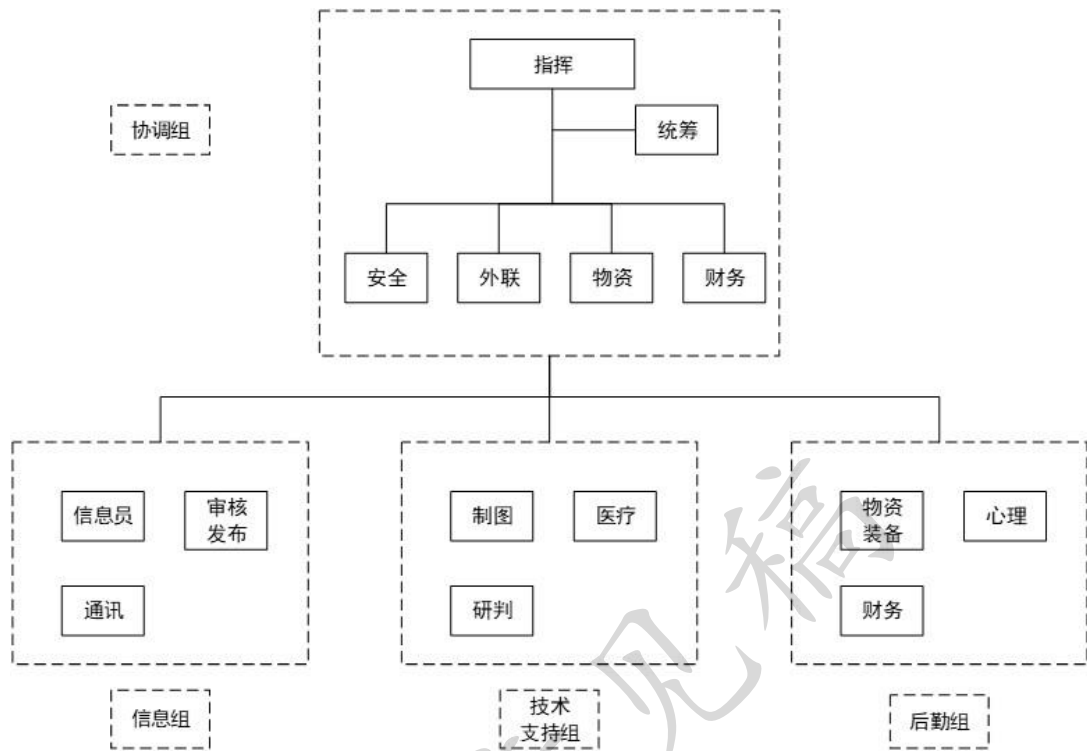 指挥
协调组
统筹
安全
外联
物资
财务
信息员
审核
发布
通讯
制图
医疗
研判
物资
装备
心理
财务
信息组
技术
支持组
后勤组
见稿